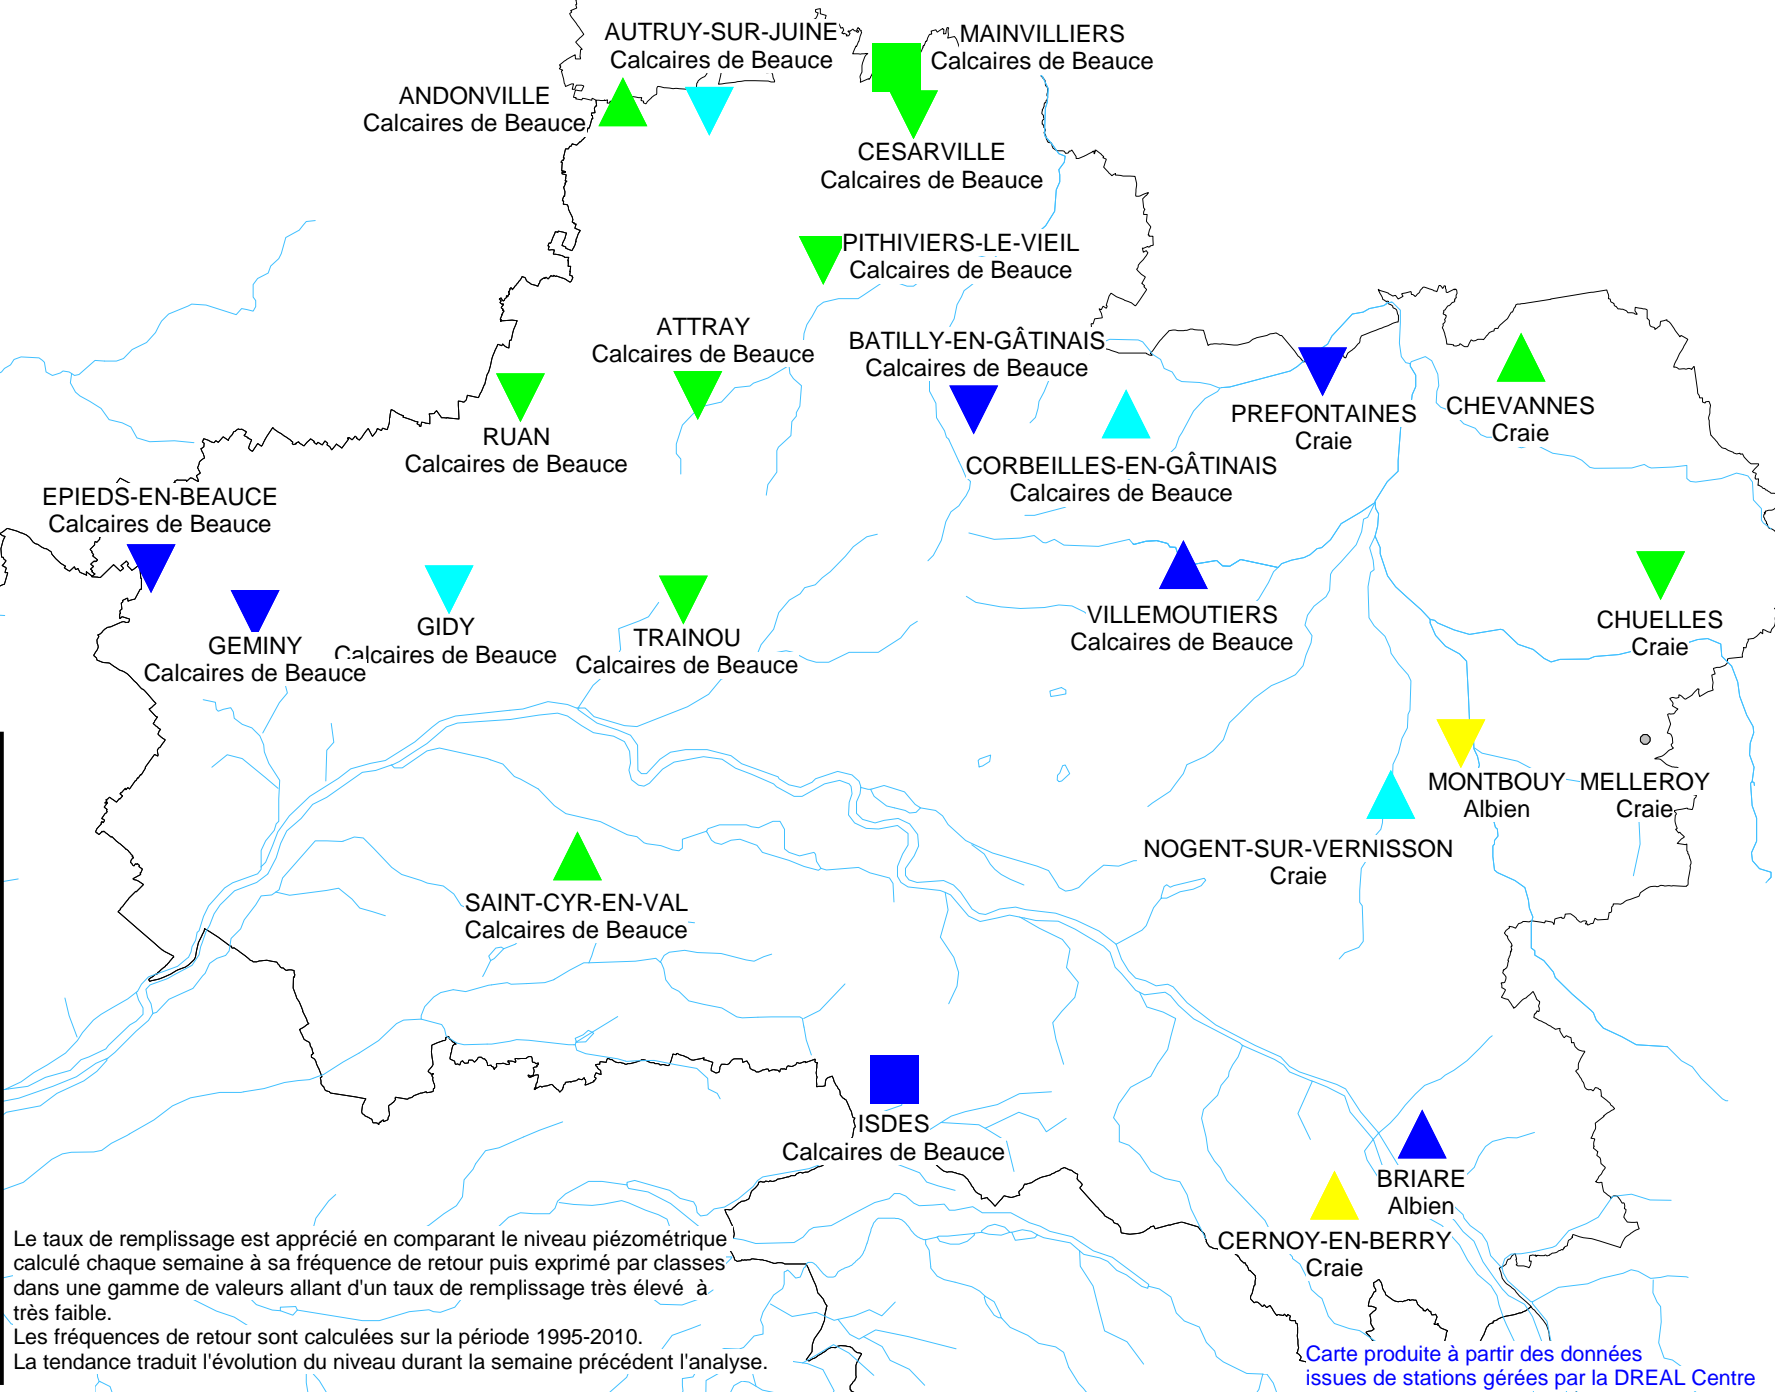 AUTRUY-SUR-JUINE
Calcaires de Beauce
MAINVILLIERS
Calcaires de Beauce
ANDONVILLE
Calcaires de Beauce
CESARVILLE
Calcaires de Beauce
PITHIVIERS-LE-VIEIL
Calcaires de Beauce
ATTRAY
Calcaires de Beauce
BATILLY-EN-GÂTINAIS
Calcaires de Beauce
PREFONTAINES
Craie
CHEVANNES
Craie
RUAN
Calcaires de Beauce
CORBEILLES-EN-GÂTINAIS
Calcaires de Beauce
EPIEDS-EN-BEAUCE
Calcaires de Beauce
GEMINY
Calcaires de Beauce
GIDY
Calcaires de Beauce
TRAINOU
Calcaires de Beauce
VILLEMOUTIERS
Calcaires de Beauce
CHUELLES
Craie
MONTBOUY
Albien
MELLEROY
Craie
NOGENT-SUR-VERNISSON
Craie
SAINT-CYR-EN-VAL
Calcaires de Beauce
ISDES
Calcaires de Beauce
BRIARE
Albien
CERNOY-EN-BERRY
Craie
Le taux de remplissage est apprécié en comparant le niveau piézométrique
calculé chaque semaine à sa fréquence de retour puis exprimé par classes
dans une gamme de valeurs allant d'un taux de remplissage très élevé à
très faible.
Les fréquences de retour sont calculées sur la période 1995-2010.
La tendance traduit l'évolution du niveau durant la semaine précédent l'analyse.
Carte produite à partir des données
issues de stations gérées par la DREAL Centre